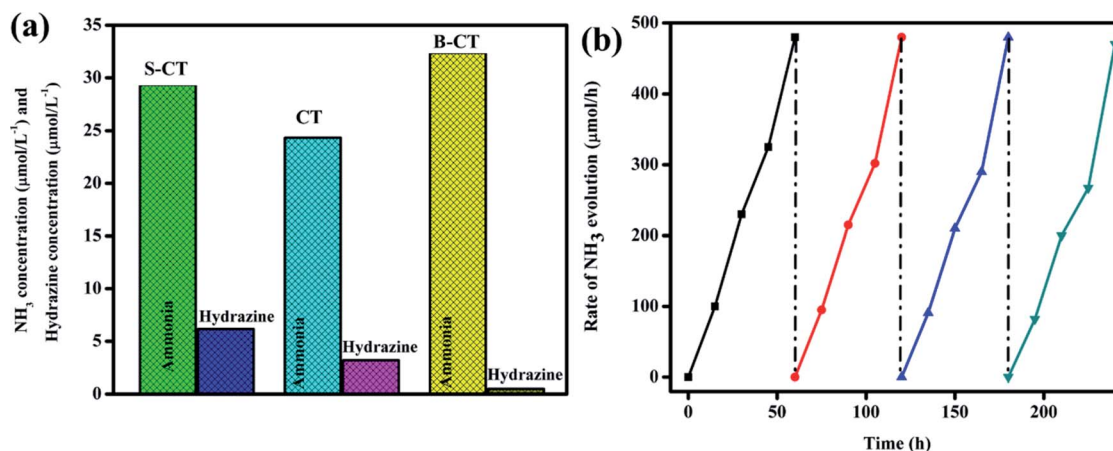 (a)
NH3 concentration (μmol/L-1) and
Hydrazine concentration (μmol/L-1)
35
30
25
20
15
10
5
0
S-CT
CT
B-CT
Ammonia
Hydrazine
Ammonia
Hydrazine
Ammonia
Hydrazine
(b)
Rate of NH3 evolution (μmol/h)
500
400
300
200
100
0
0
50
100
150
200
Time (h)